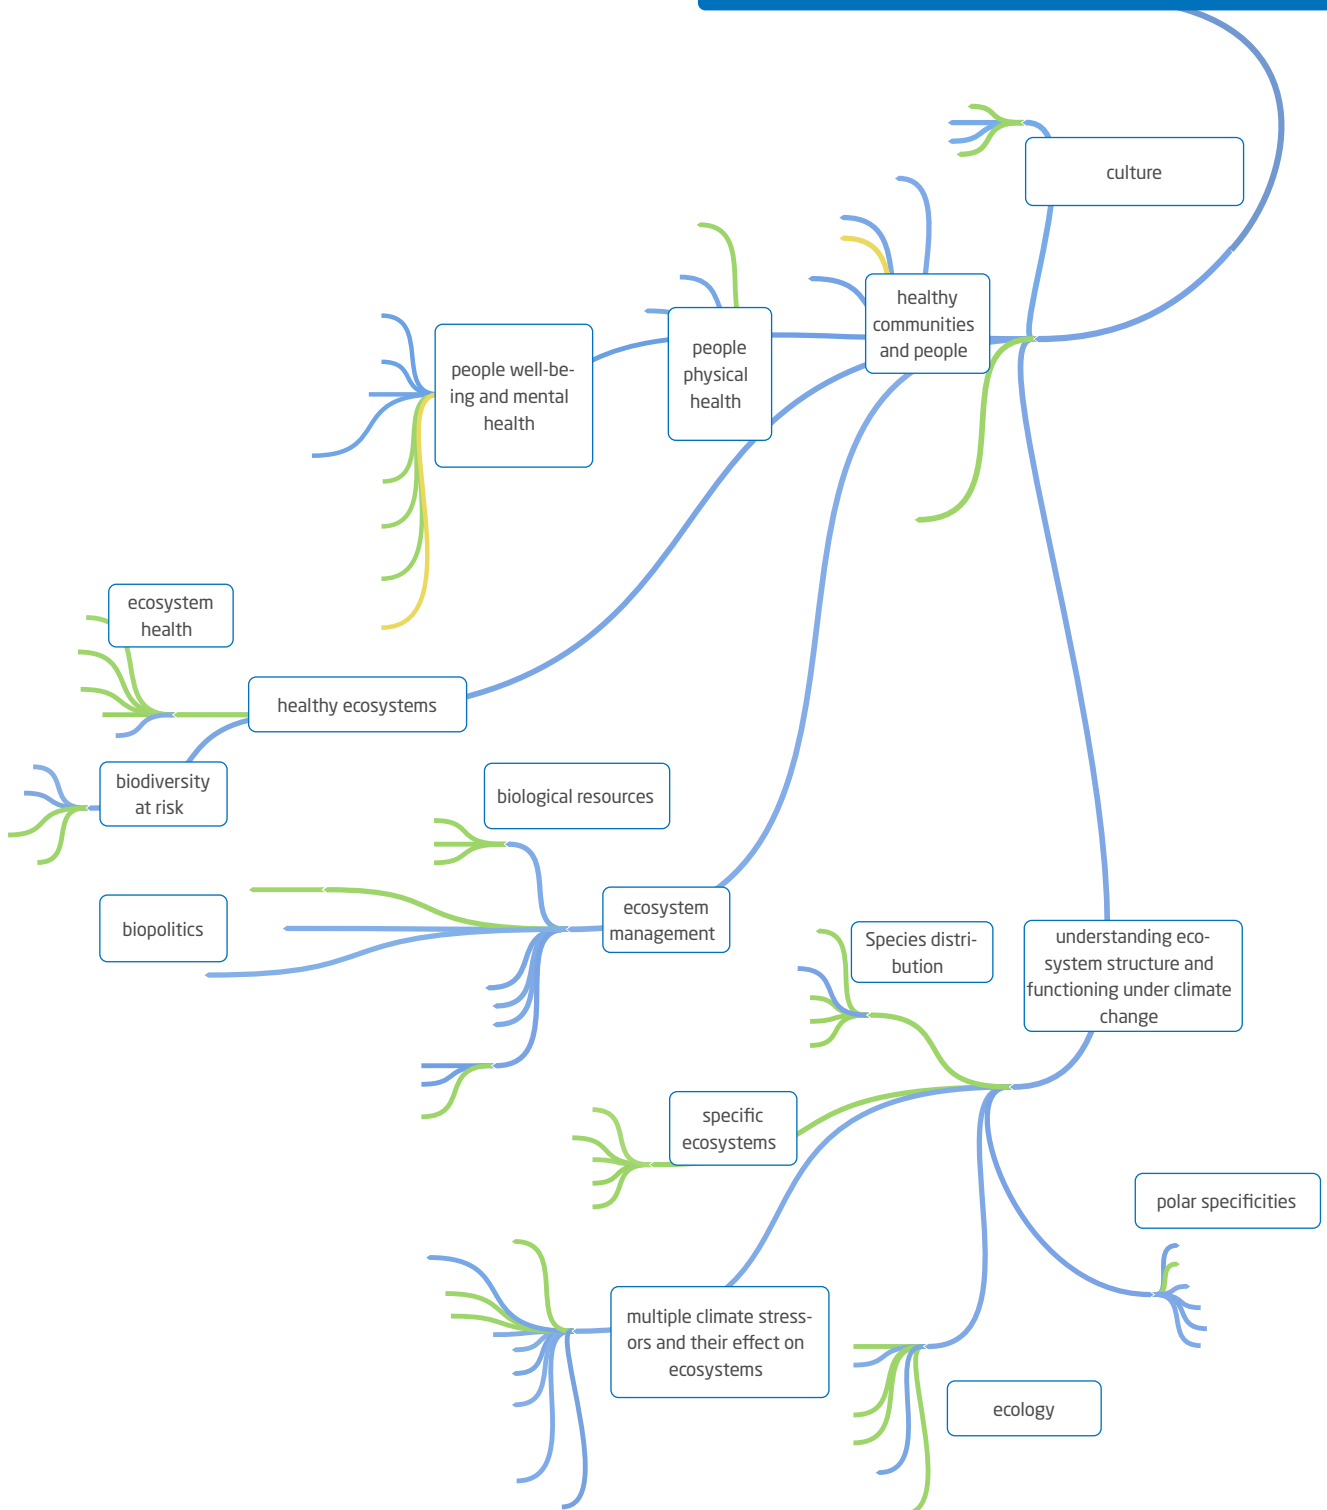 culture
healthy
communities
and people
people
physical
health
people well-be-
ing and mental
health
ecosystem
health
healthy ecosystems
biodiversity
at risk
biological resources
biopolitics
ecosystem
management
Species distri-
bution
understanding eco-
system structure and
functioning under climate
change
specific
ecosystems
polar specificities
multiple climate stress-
ors and their effect on
ecosystems
ecology